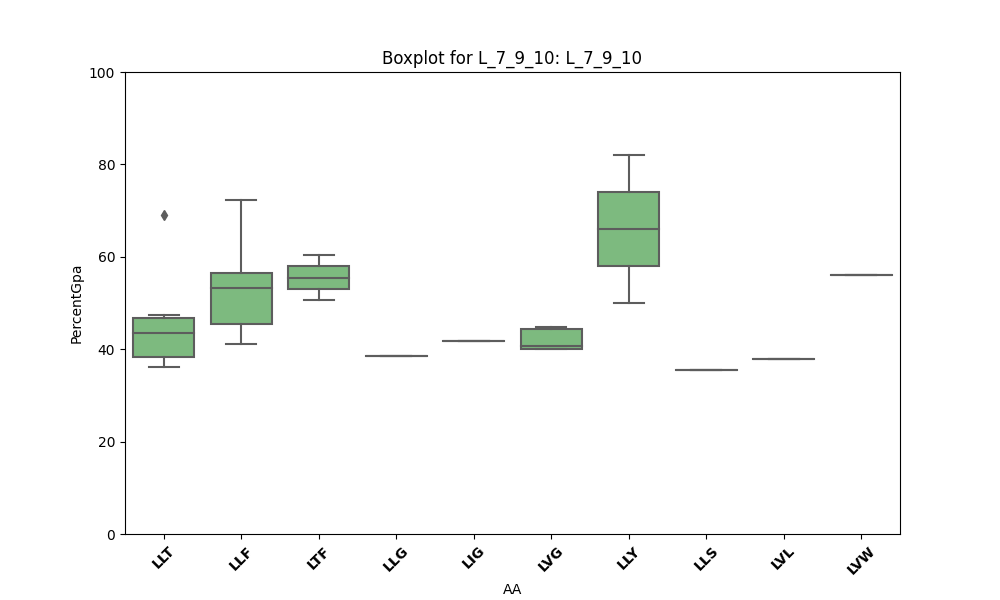 Boxplot for L_7_9_10: L_7_9_10
PercentGpa
100
80
60
40
20
0
LLT
LLF
LTF
LLG
LIG
LVG
LLY
LLS
LVL
LVW
AA